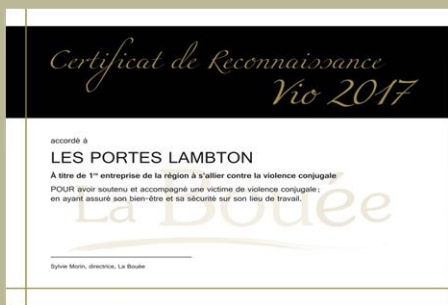 Certificat de Reconnaissance
Vio 2017
accordé à
LES PORTES LAMBTON
À titre de 1re entreprise de la région à s'allier contre la violence conjugale
POUR avoir soutenu et accompagné une victime de violence conjugale;
en ayant assuré son bien-être et sa sécurité sur son lieu de travail.
La Bouée
Sylvie Morin, directrice, La Bouée